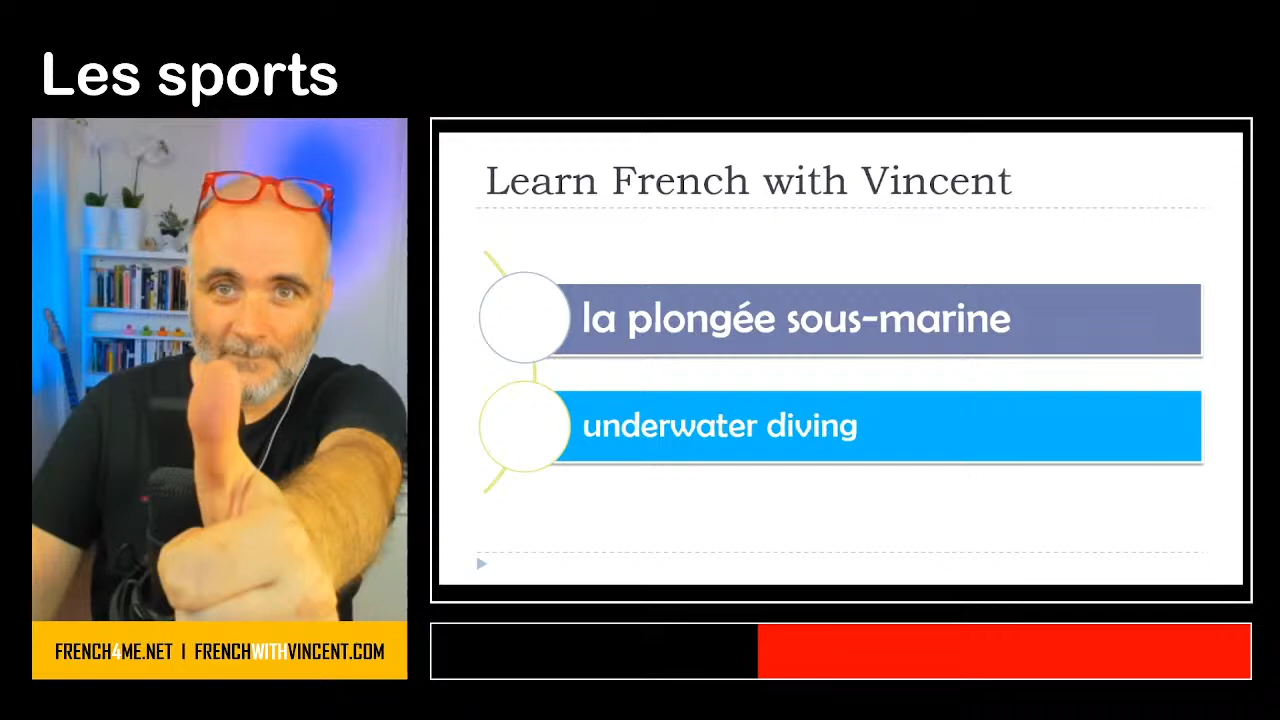 Les sports
Learn French with Vincent
la plongée sous-marine
underwater diving
FRENCH4ME.NET | FRENCHWITHVINCENT.COM